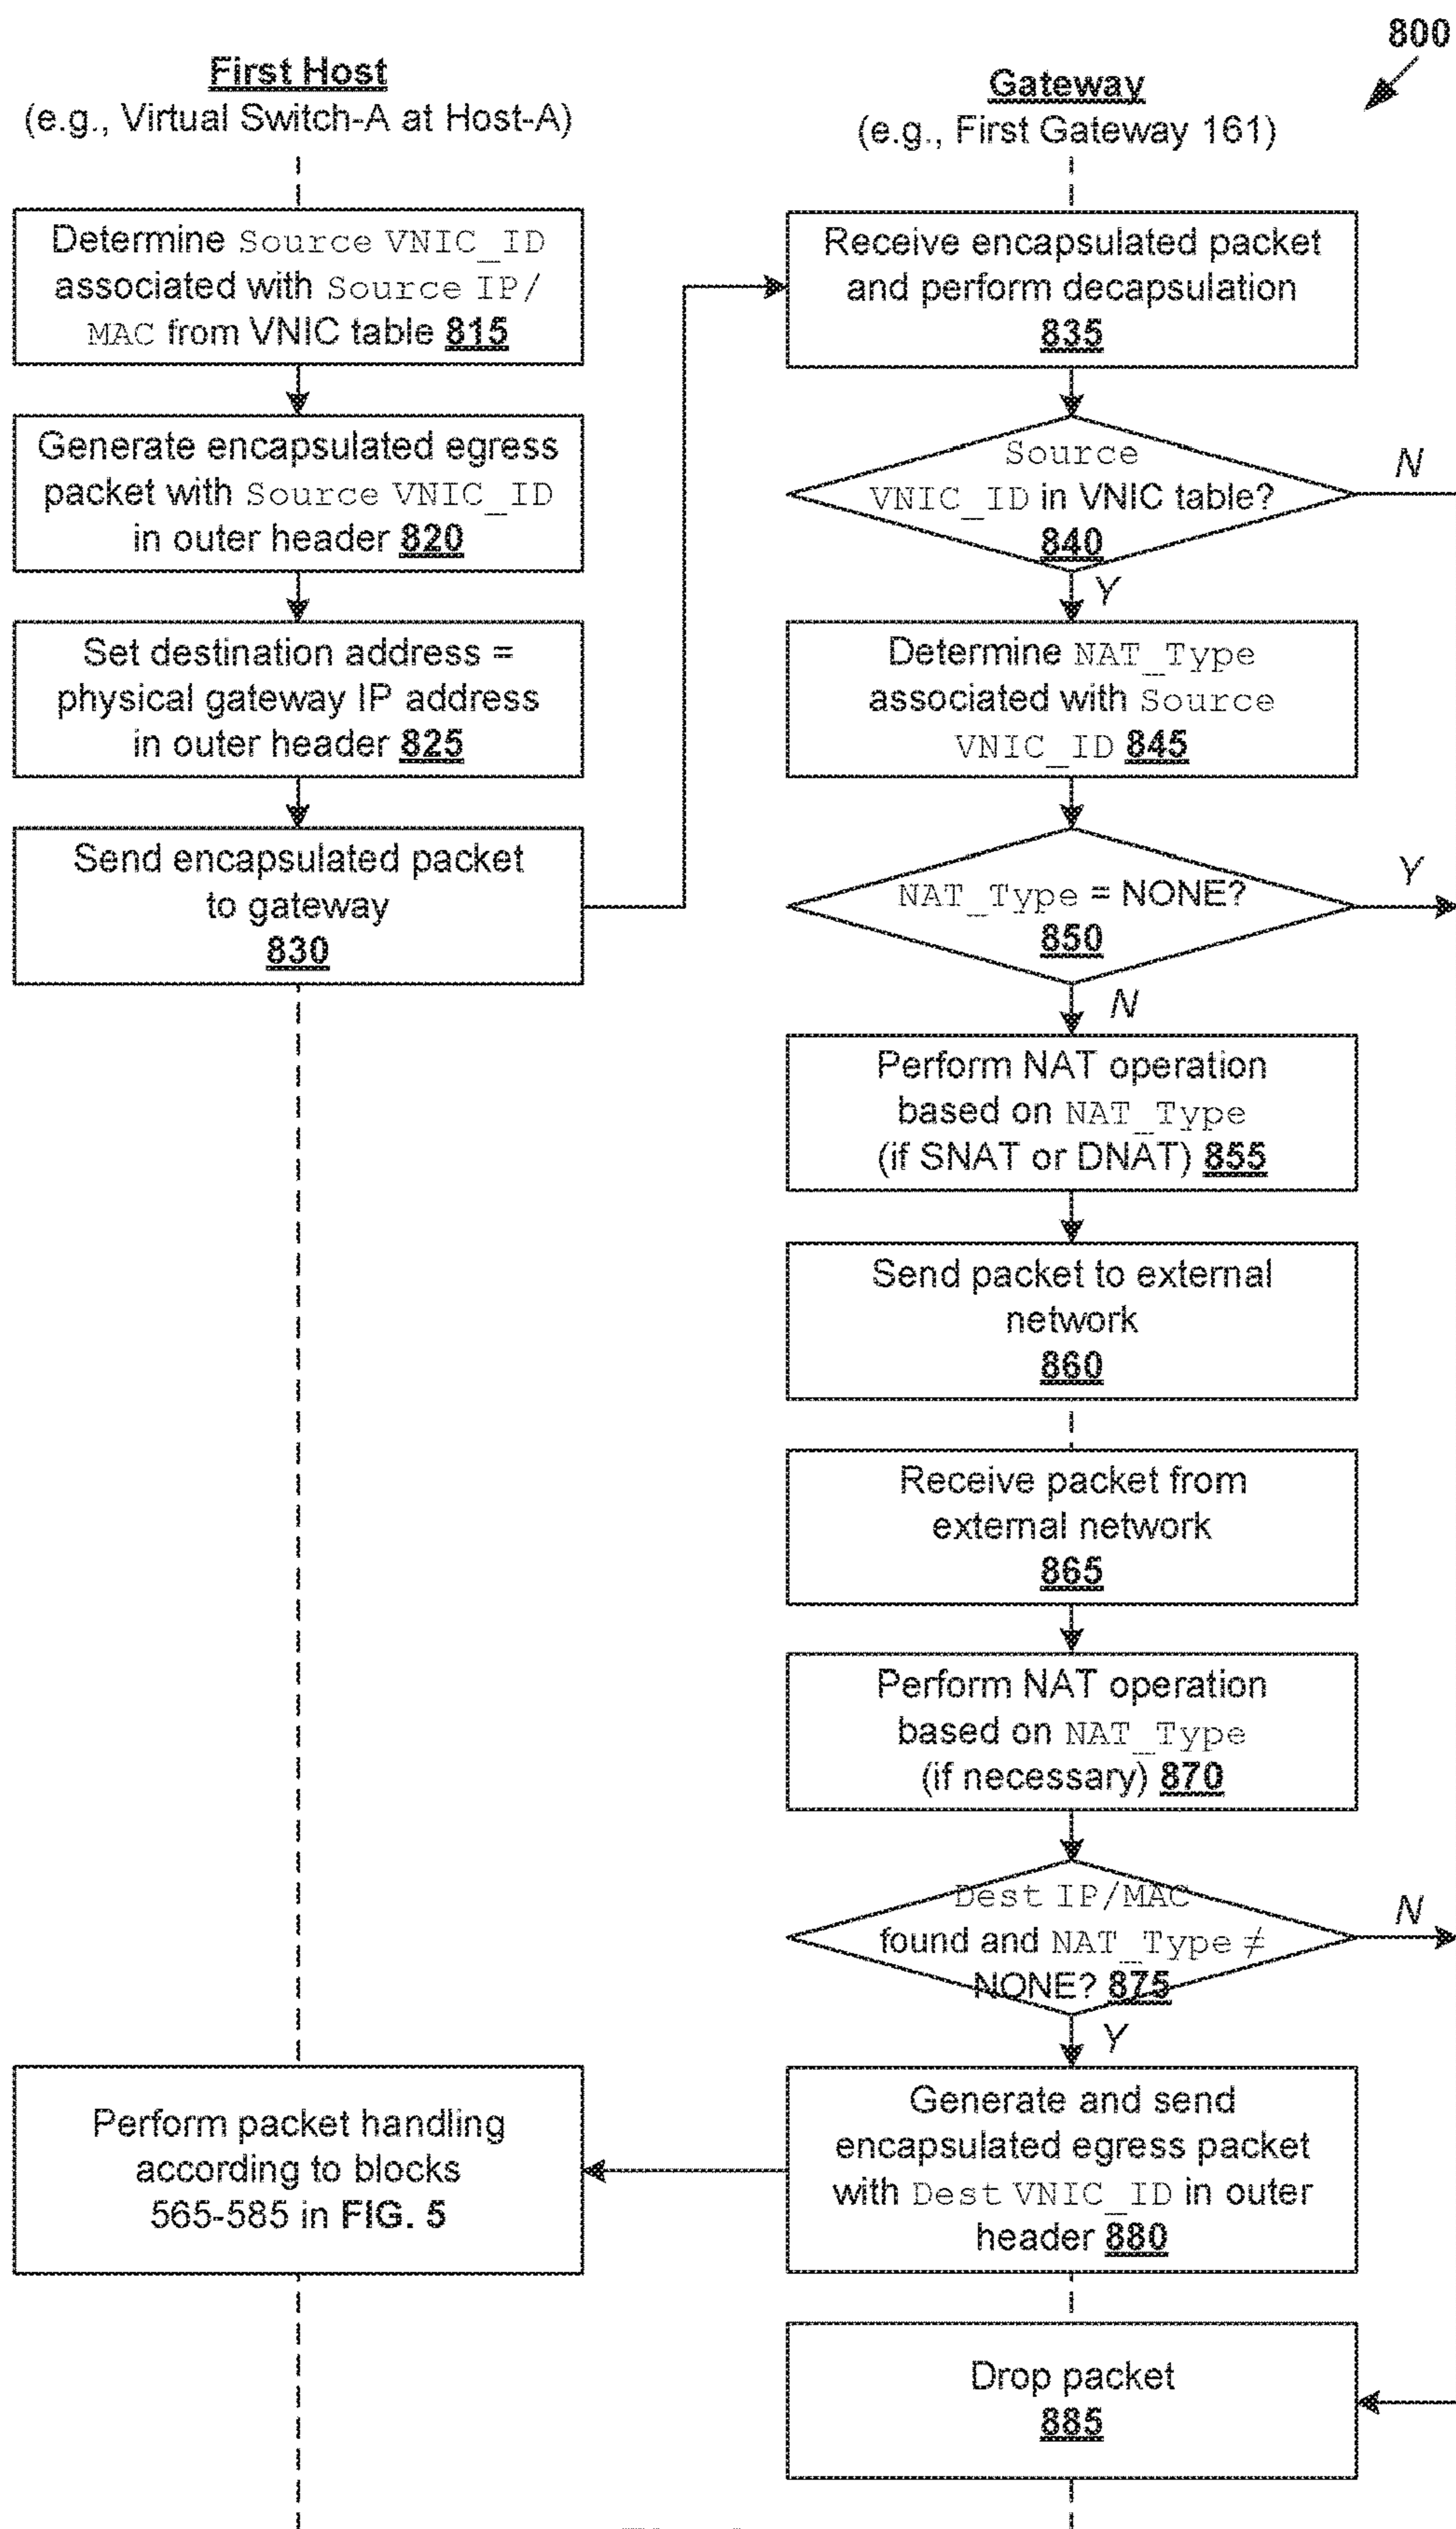 800
First Host
(e.g., Virtual Switch-A at Host-A)
Determine Source VNIC_ID
associated with Source IP/
MAC from VNIC table 815
Generate encapsulated egress
packet with Source VNIC_ID
in outer header 820
Set destination address =
physical gateway IP address
in outer header 825
Send encapsulated packet
to gateway
830
Perform packet handling
according to blocks
565-585 in FIG. 5
Gateway
(e.g., First Gateway 161)
Receive encapsulated packet
and perform decapsulation
835
Source
VNIC_ID in VNIC table?
840
N
Y
Determine NAT_Type
associated with Source
VNIC_ID 845
NAT_Type = NONE?
850
Y
N
Perform NAT operation
based on NAT_Type
(if SNAT or DNAT) 855
Send packet to external
network
860
Receive packet from
external network
865
Perform NAT operation
based on NAT_Type
(if necessary) 870
Dest IP/MAC
found and NAT_Type ≠
NONE? 875
N
Y
Generate and send
encapsulated egress packet
with Dest VNIC_ID in outer
header 880
Drop packet
885